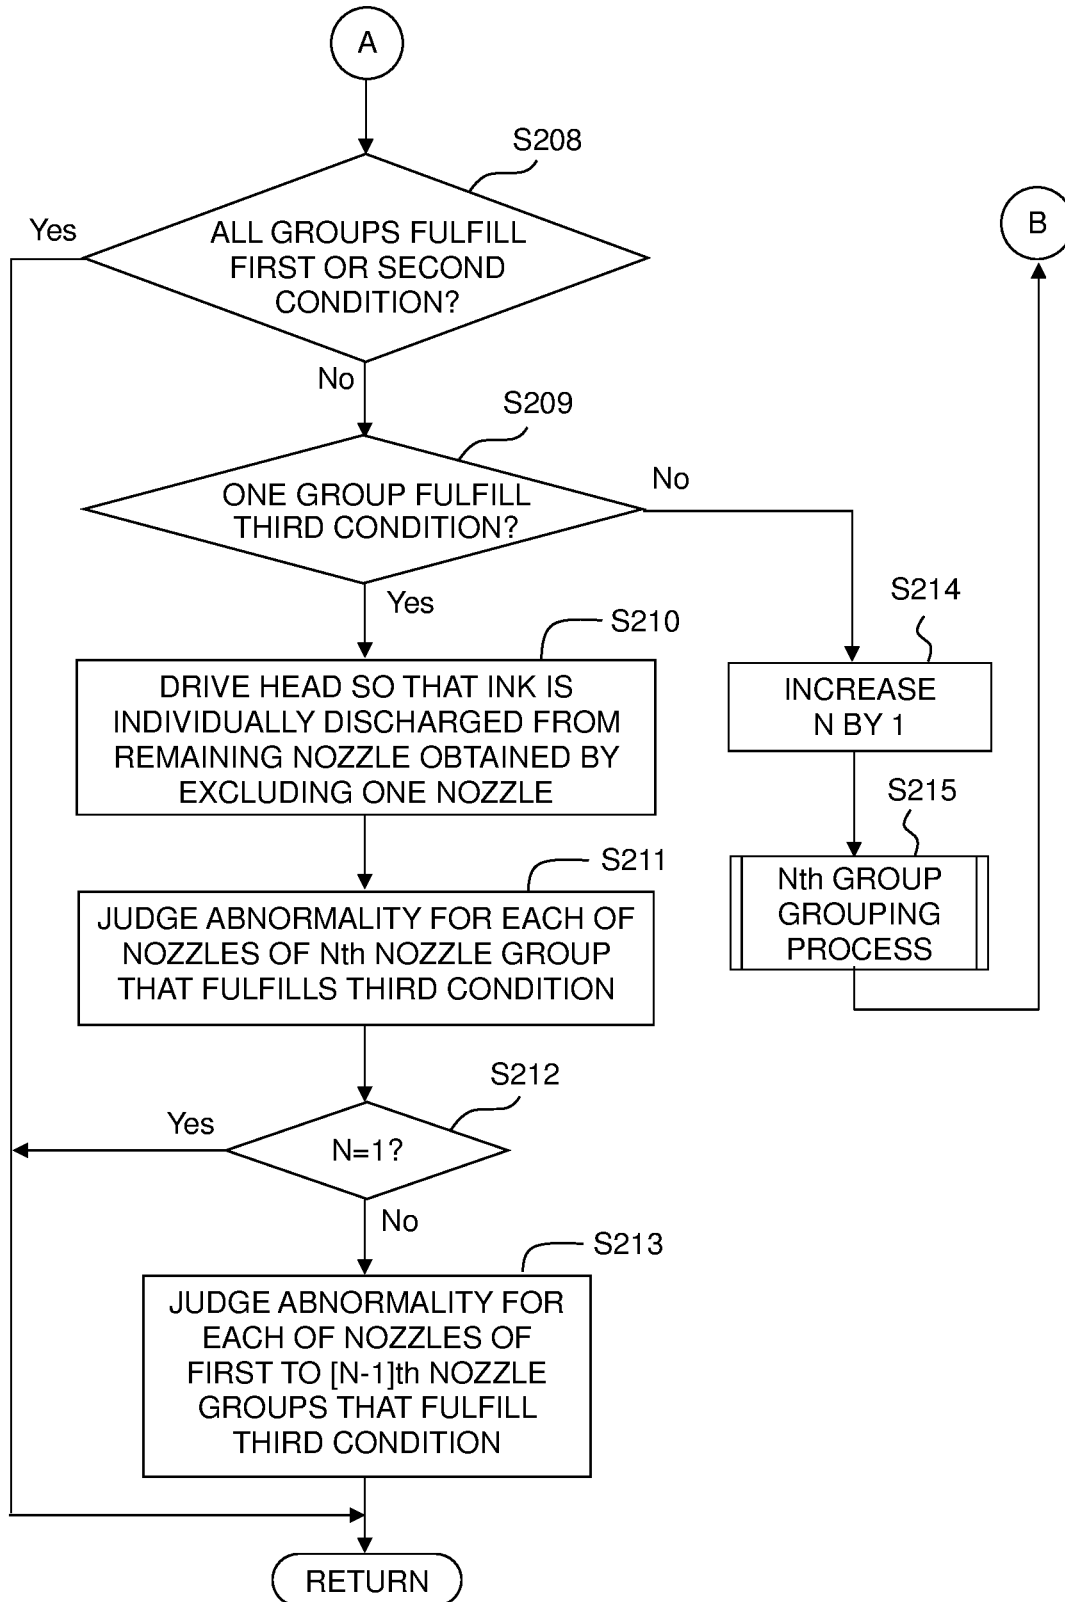 A
S208
Yes
ALL GROUPS FULFILL
FIRST OR SECOND
CONDITION?
B
No
S209
ONE GROUP FULFILL
THIRD CONDITION?
No
Yes
S210
DRIVE HEAD SO THAT INK IS
INDIVIDUALLY DISCHARGED FROM
REMAINING NOZZLE OBTAINED BY
EXCLUDING ONE NOZZLE
S214
INCREASE
N BY 1
S215
Nth GROUP
GROUPING
PROCESS
S211
JUDGE ABNORMALITY FOR EACH OF
NOZZLES OF Nth NOZZLE GROUP
THAT FULFILLS THIRD CONDITION
S212
Yes
N=1?
No
S213
JUDGE ABNORMALITY FOR
EACH OF NOZZLES OF
FIRST TO [N-1]th NOZZLE
GROUPS THAT FULFILL
THIRD CONDITION
RETURN